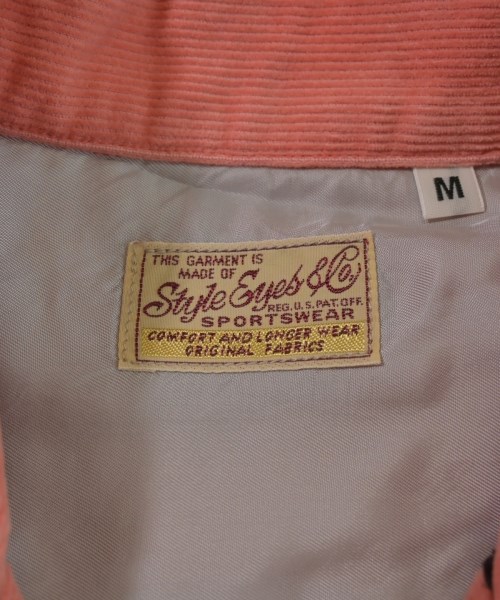 M
THIS GARMENT IS
MADE OF
Style Eyes & Co.
REG. U.S. PAT. OFF.
SPORTSWEAR
COMFORT AND LONGER WEAR
ORIGINAL FABRICS